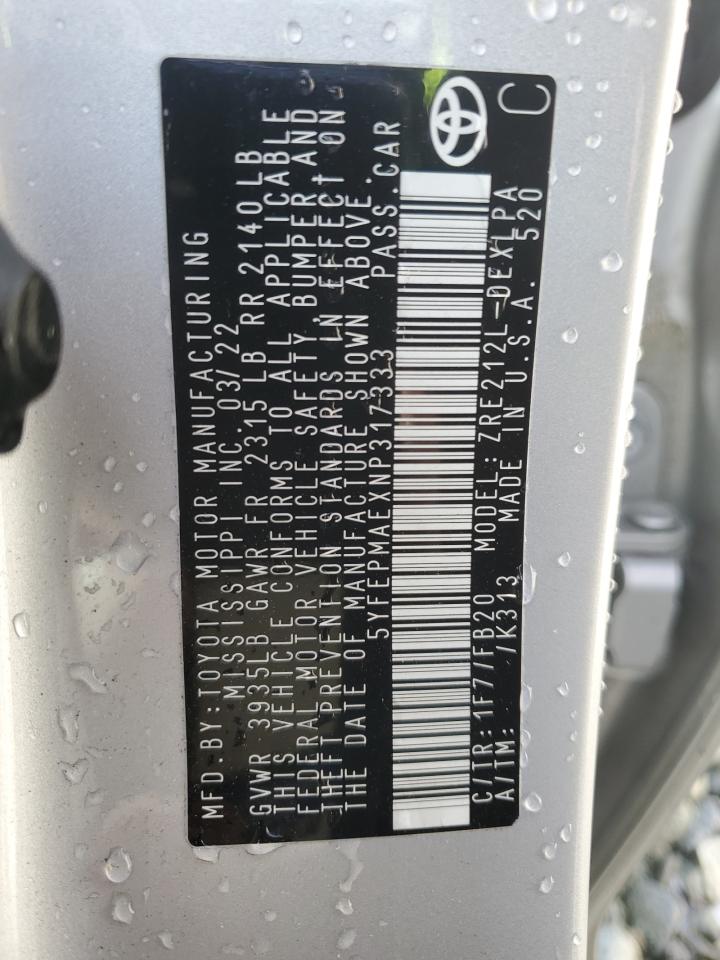 MFD.BY:TOYOTA MOTOR MANUFACTURING
MISSISSIPPI INC. 03/22
GVWR 3935LB GAWR FR 2315 LB RR 2140LB
THIS VEHICLE CONFORMS TO ALL APPLICABLE
FEDERAL MOTOR VEHICLE SAFETY, BUMPER AND
THEFT PREVENTION STANDARDS IN EFFECT ON
THE DATE OF MANUFACTURE SHOWN ABOVE.
5YFEPMAEXNP317333 PASS.CAR
C/TR:1F7/FB20 MODEL:ZRE212L-DEXLPA
A/TM: /K313 MADE IN U.S.A. 520
C